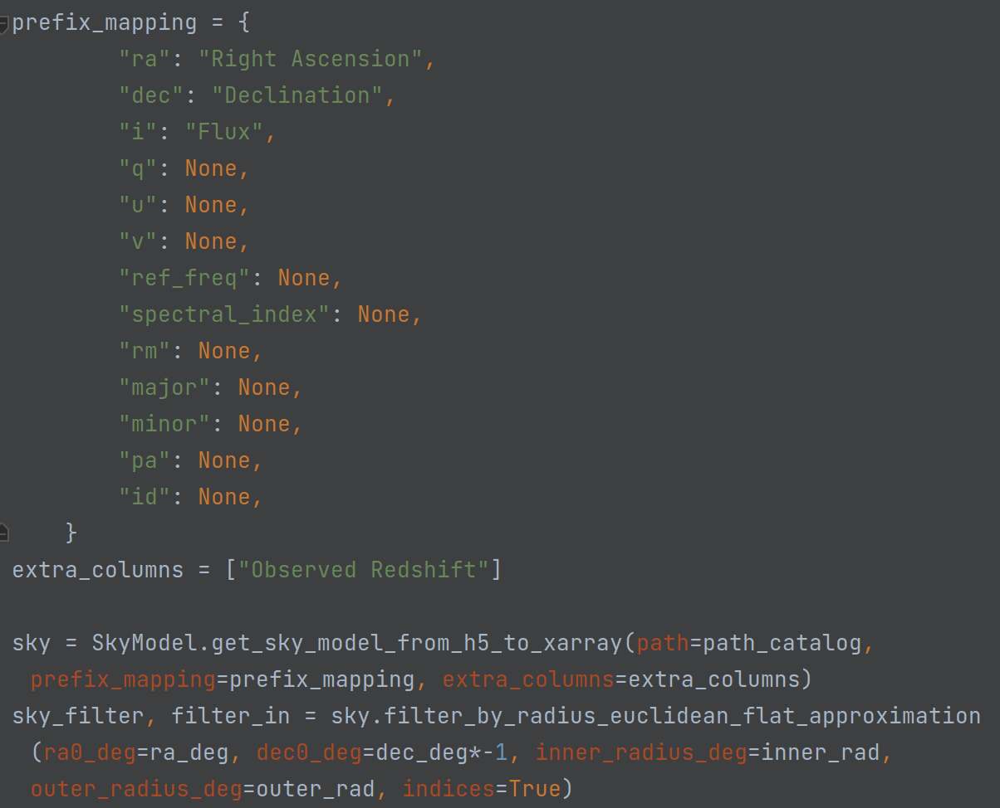 prefix_mapping = {
        "ra": "Right Ascension",
        "dec": "Declination",
        "i": "Flux",
        "q": None,
        "u": None,
        "v": None,
        "ref_freq": None,
        "spectral_index": None,
        "rm": None,
        "major": None,
        "minor": None,
        "pa": None,
        "id": None,
    }
extra_columns = ["Observed Redshift"]

sky = SkyModel.get_sky_model_from_h5_to_xarray(path=path_catalog,
 prefix_mapping=prefix_mapping, extra_columns=extra_columns)
sky_filter, filter_in = sky.filter_by_radius_euclidean_flat_approximation
 (ra0_deg=ra_deg, dec0_deg=dec_deg*-1, inner_radius_deg=inner_rad,
 outer_radius_deg=outer_rad, indices=True)